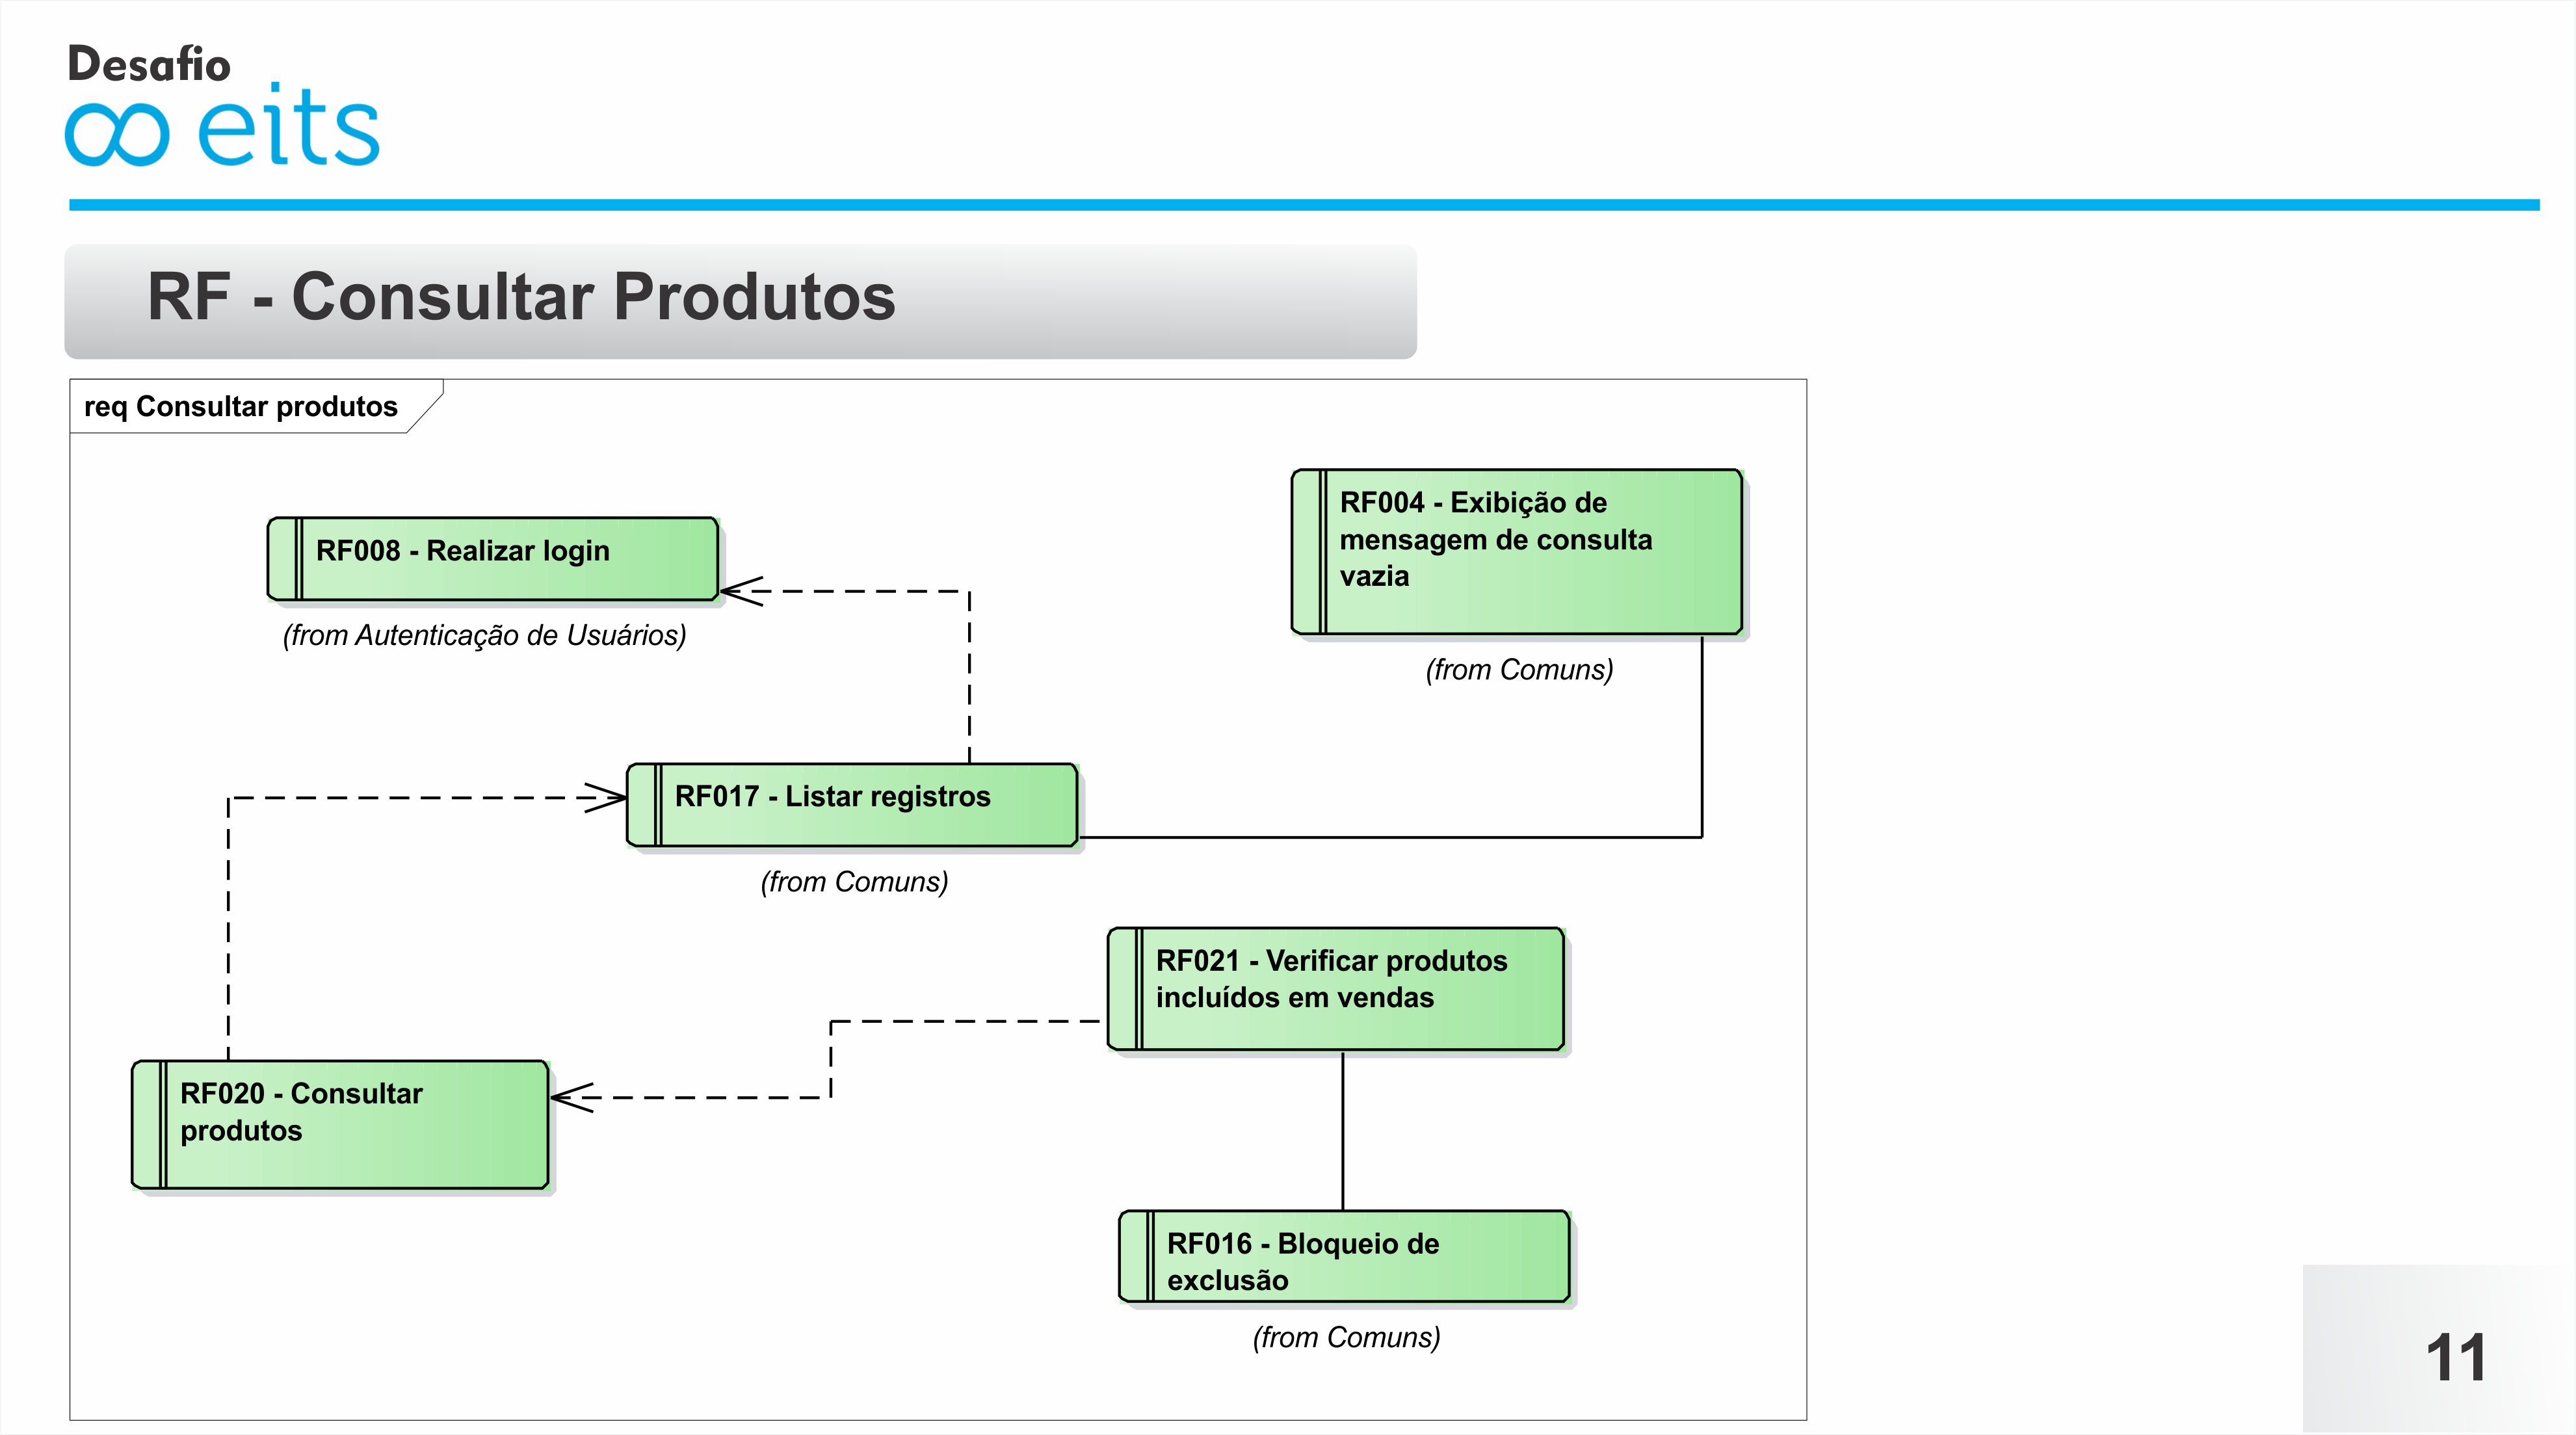 Desafio
eits
RF - Consultar Produtos
req Consultar produtos
RF008 - Realizar login
(from Autenticação de Usuários)
RF004 - Exibição de
mensagem de consulta
vazia
(from Comuns)
RF017 - Listar registros
(from Comuns)
RF021 - Verificar produtos
incluídos em vendas
RF020 - Consultar
produtos
RF016 - Bloqueio de
exclusão
(from Comuns)
11